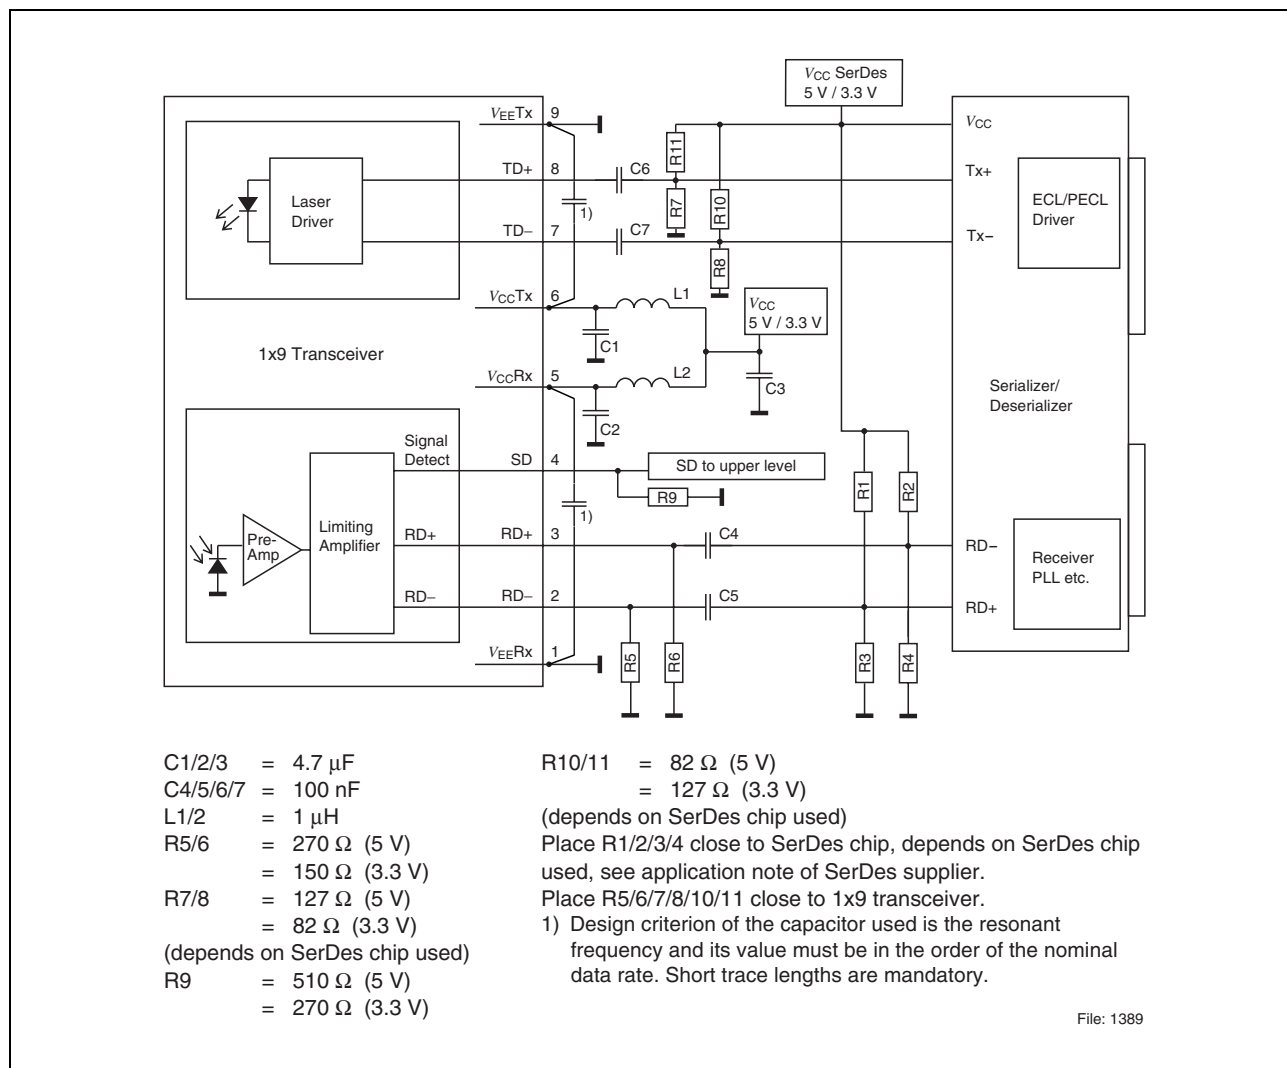 VCC SerDes
5 V / 3.3 V
VEETx 9
VCC
R11
TD+ 8 C6
Tx+
Laser
Driver
1)
R7
R10
ECL/PECL
Driver
TD− 7 C7
Tx−
R8
VCCTx 6 L1
VCC
5 V / 3.3 V
C1
1x9 Transceiver
VCCRx 5 L2
C3
Serializer/
Deserializer
C2
Signal
Detect
SD 4
SD to upper level
R9
R1
R2
1)
Pre-
Amp
Limiting
Amplifier
RD+
RD+ 3 C4
RD−
Receiver
PLL etc.
RD−
RD− 2 C5
RD+
VEERx 1
R5
R6
R3
R4
C1/2/3 = 4.7 μF
C4/5/6/7 = 100 nF
L1/2 = 1 μH
R5/6 = 270 Ω (5 V)
= 150 Ω (3.3 V)
R7/8 = 127 Ω (5 V)
= 82 Ω (3.3 V)
(depends on SerDes chip used)
R9 = 510 Ω (5 V)
= 270 Ω (3.3 V)
R10/11 = 82 Ω (5 V)
= 127 Ω (3.3 V)
(depends on SerDes chip used)
Place R1/2/3/4 close to SerDes chip, depends on SerDes chip
used, see application note of SerDes supplier.
Place R5/6/7/8/10/11 close to 1x9 transceiver.
1) Design criterion of the capacitor used is the resonant
frequency and its value must be in the order of the nominal
data rate. Short trace lengths are mandatory.
File: 1389